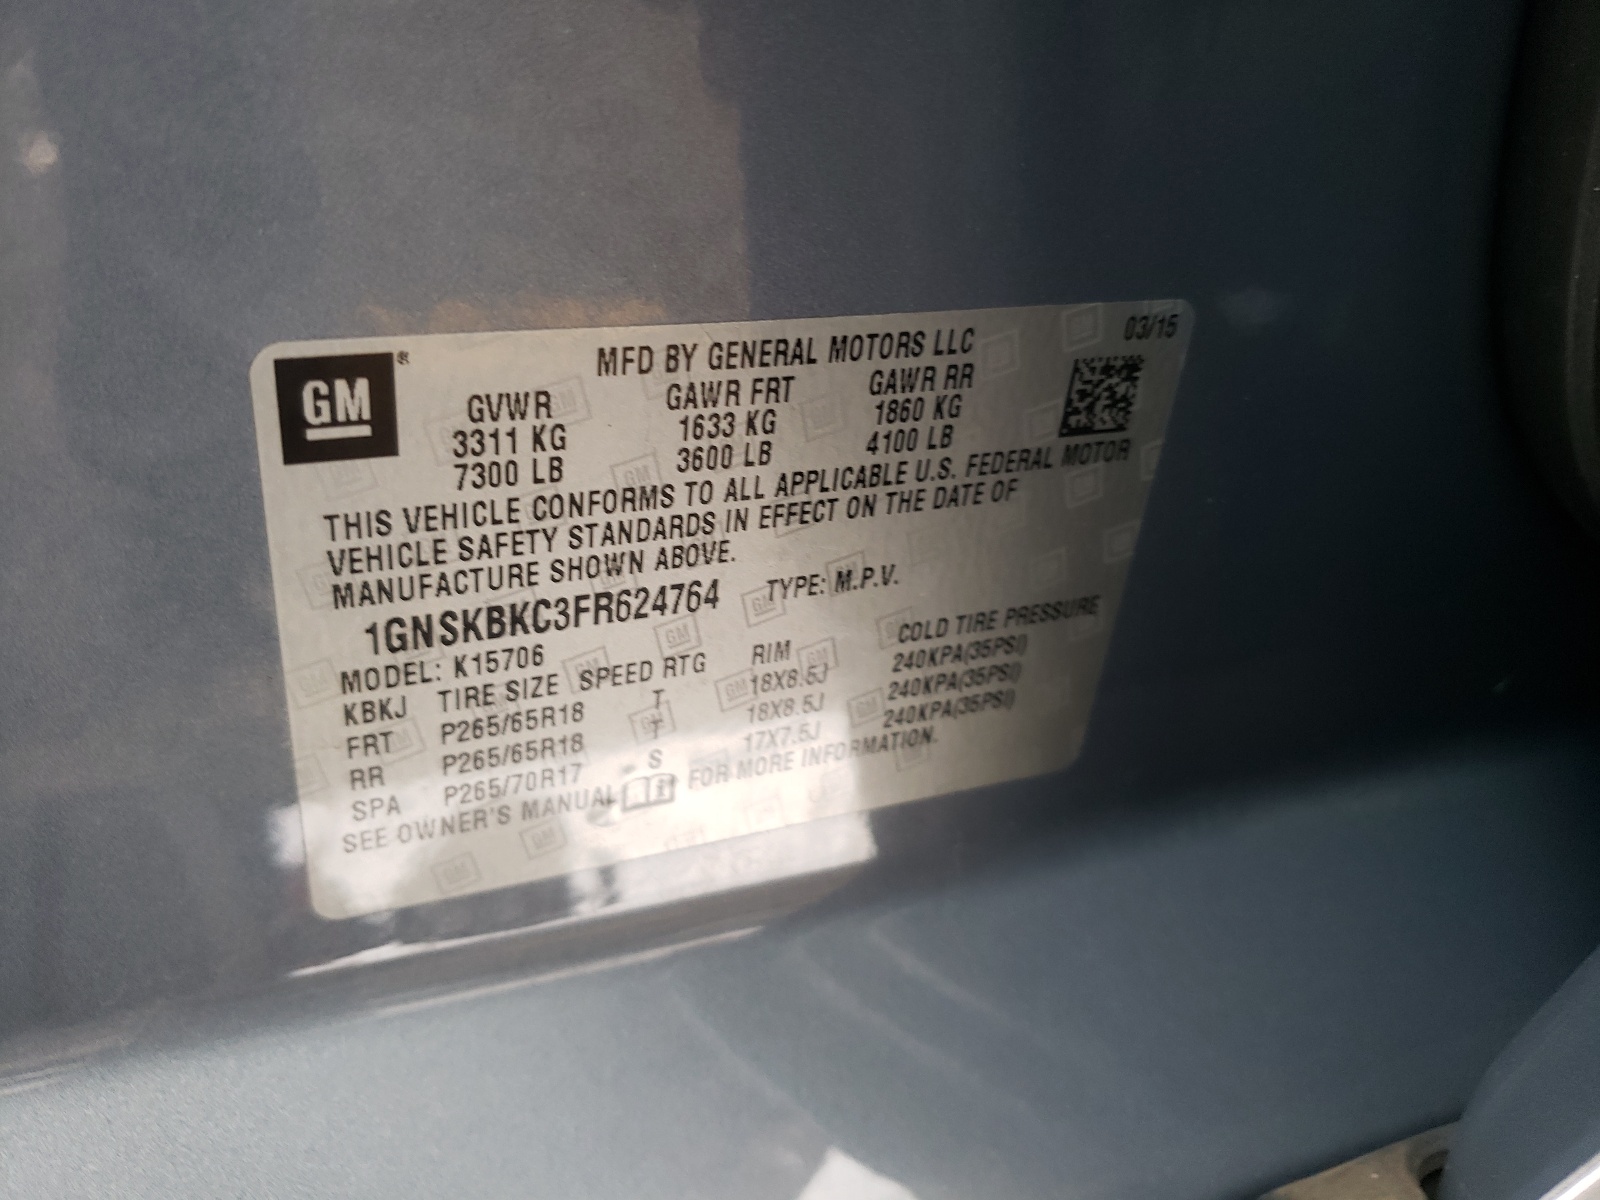 03/15
GM®
MFD BY GENERAL MOTORS LLC
GVWR GAWR FRT GAWR RR
3311 KG 1633 KG 1860 KG
7300 LB 3600 LB 4100 LB
THIS VEHICLE CONFORMS TO ALL APPLICABLE U.S. FEDERAL MOTOR
VEHICLE SAFETY STANDARDS IN EFFECT ON THE DATE OF
MANUFACTURE SHOWN ABOVE.
1GNSKBKC3FR624764 TYPE: M.P.V.
MODEL: K15706
KBKJ TIRE SIZE SPEED RTG RIM COLD TIRE PRESSURE
FRT P265/65R18 T 18X8.5J 240KPA(35PSI)
RR P265/65R18 T 18X8.5J 240KPA(35PSI)
SPA P265/70R17 S 17X7.5J 240KPA(35PSI)
SEE OWNER'S MANUAL FOR MORE INFORMATION.